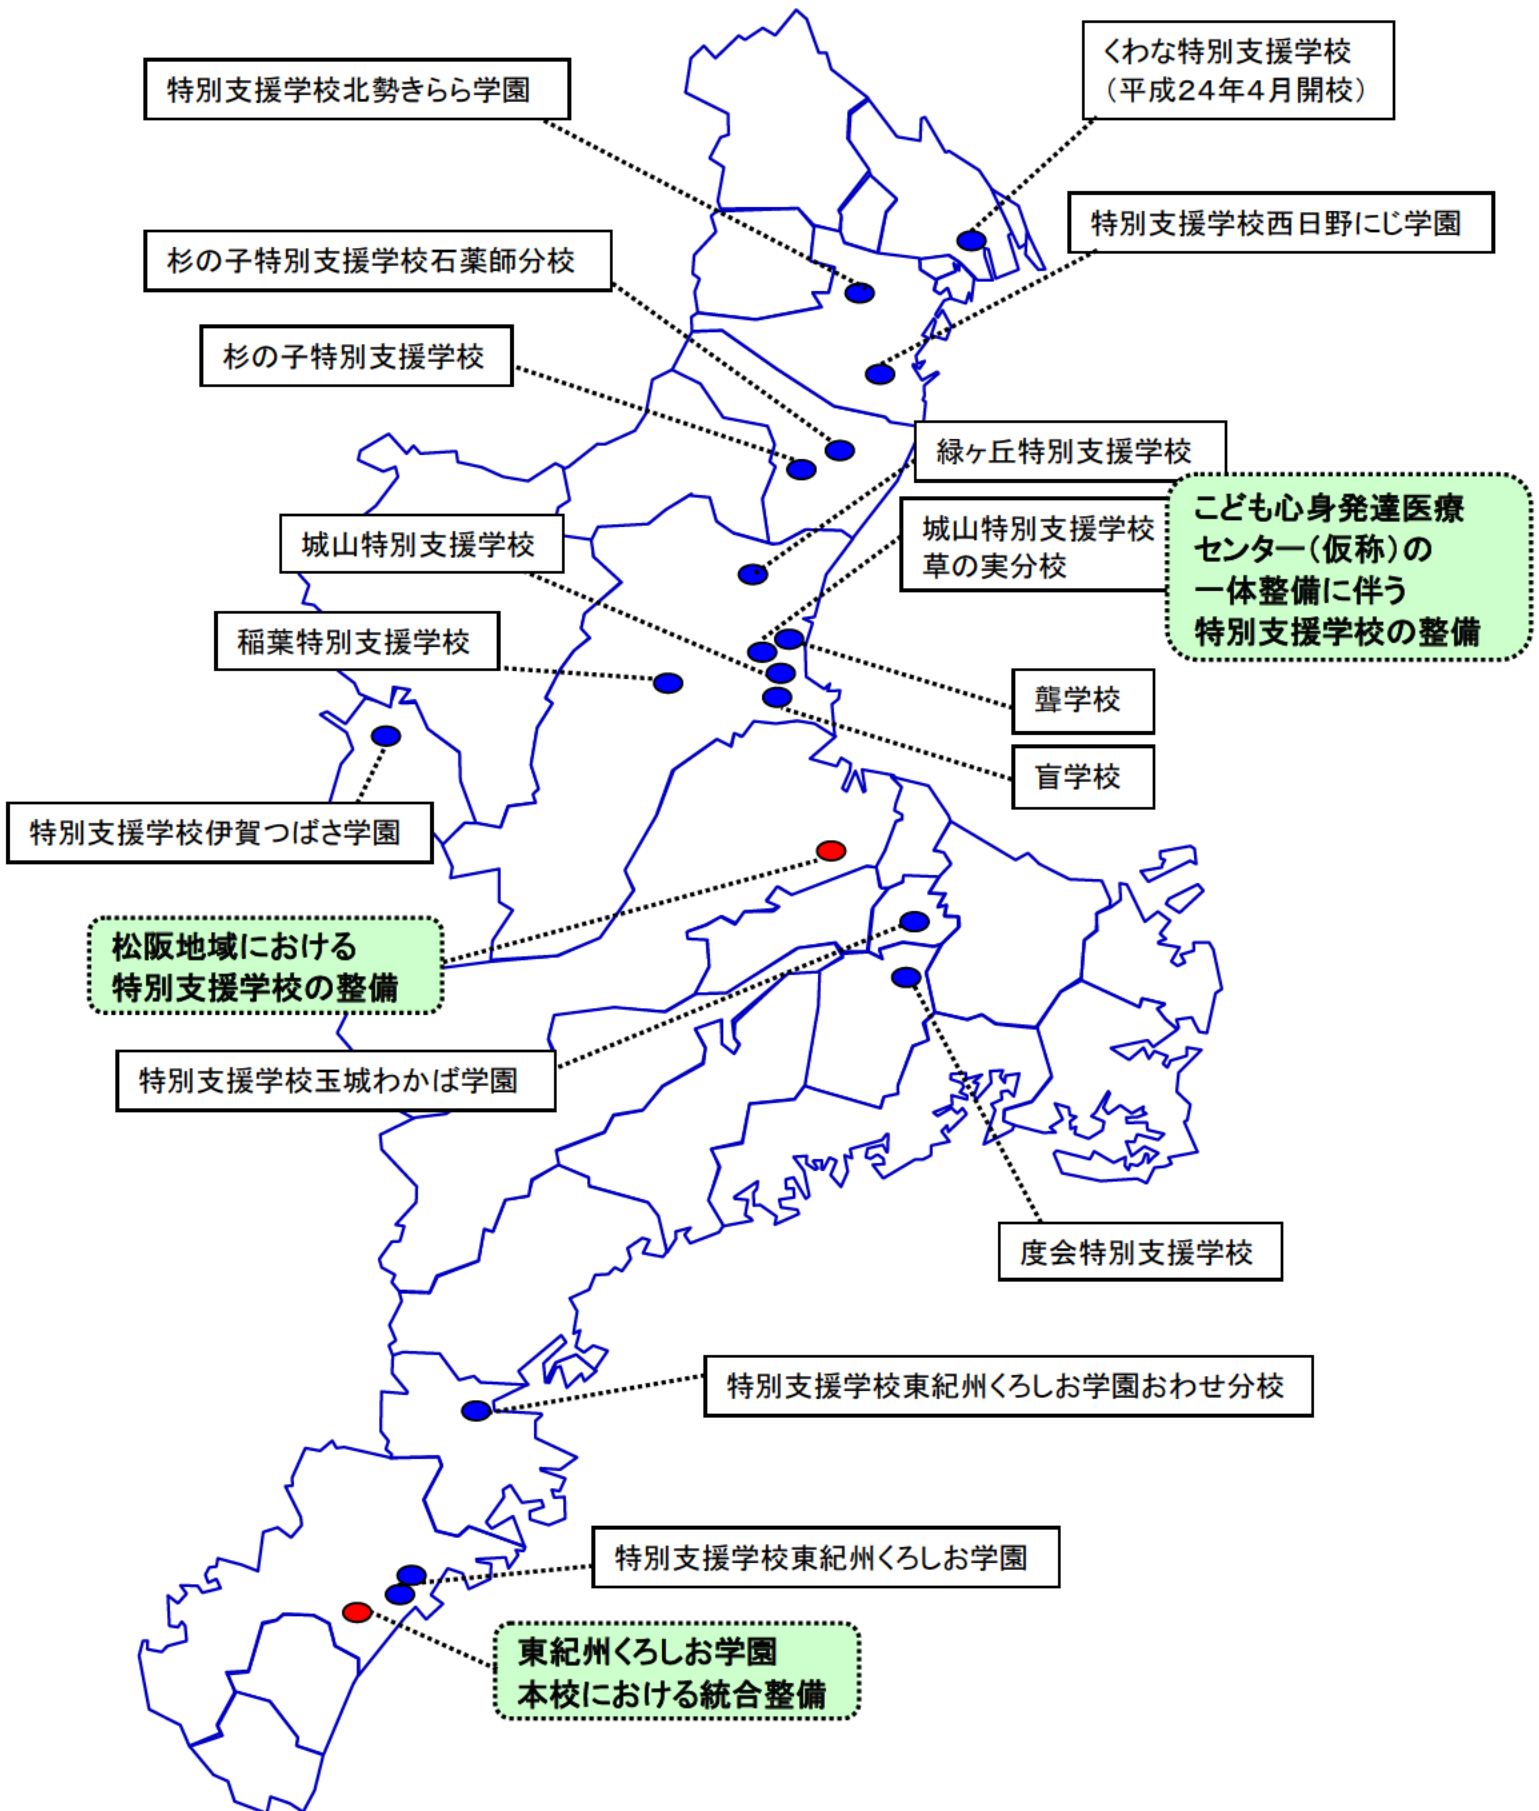 くわな特別支援学校
（平成２４年４月開校）
特別支援学校北勢きらら学園
特別支援学校西日野にじ学園
杉の子特別支援学校石薬師分校
杉の子特別支援学校
緑ヶ丘特別支援学校
城山特別支援学校
草の実分校
こども心身発達医療
センター（仮称）の
一体整備に伴う
特別支援学校の整備
城山特別支援学校
稲葉特別支援学校
聾学校
盲学校
特別支援学校伊賀つばさ学園
松阪地域における
特別支援学校の整備
特別支援学校玉城わかば学園
度会特別支援学校
特別支援学校東紀州くろしお学園おわせ分校
特別支援学校東紀州くろしお学園
東紀州くろしお学園
本校における統合整備